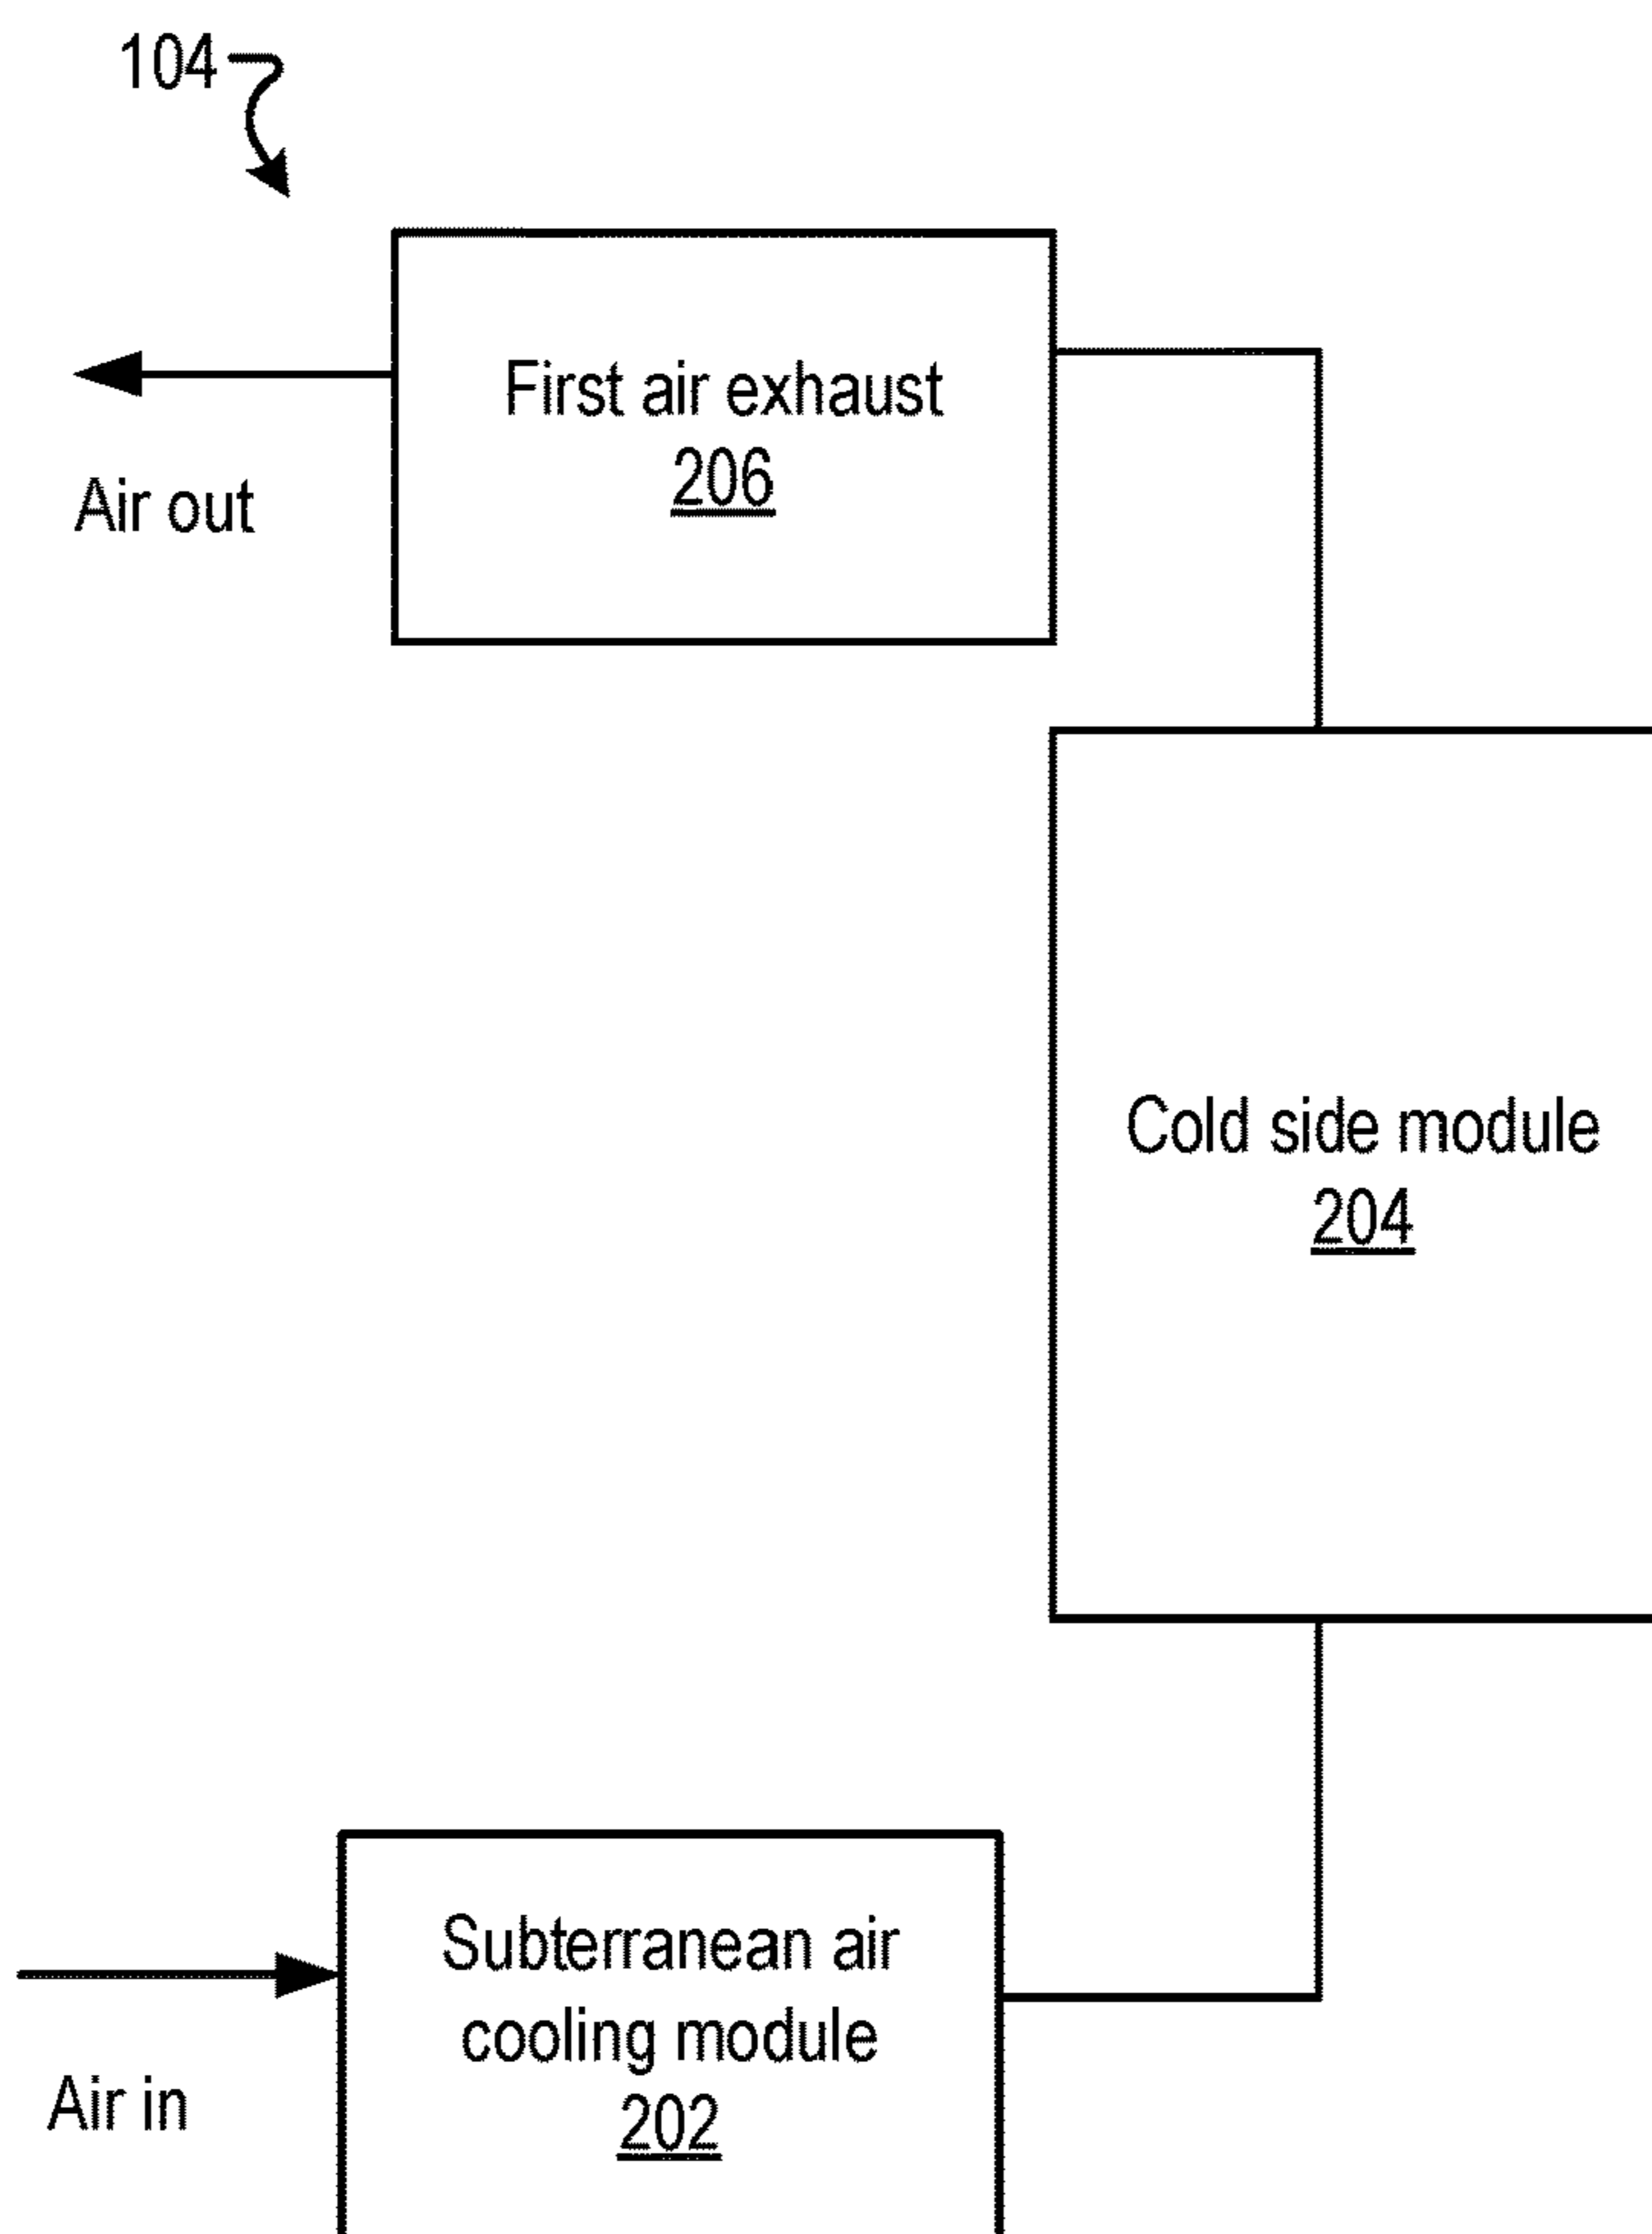 104
First air exhaust
206
Air out
Cold side module
204
Subterranean air
cooling module
202
Air in